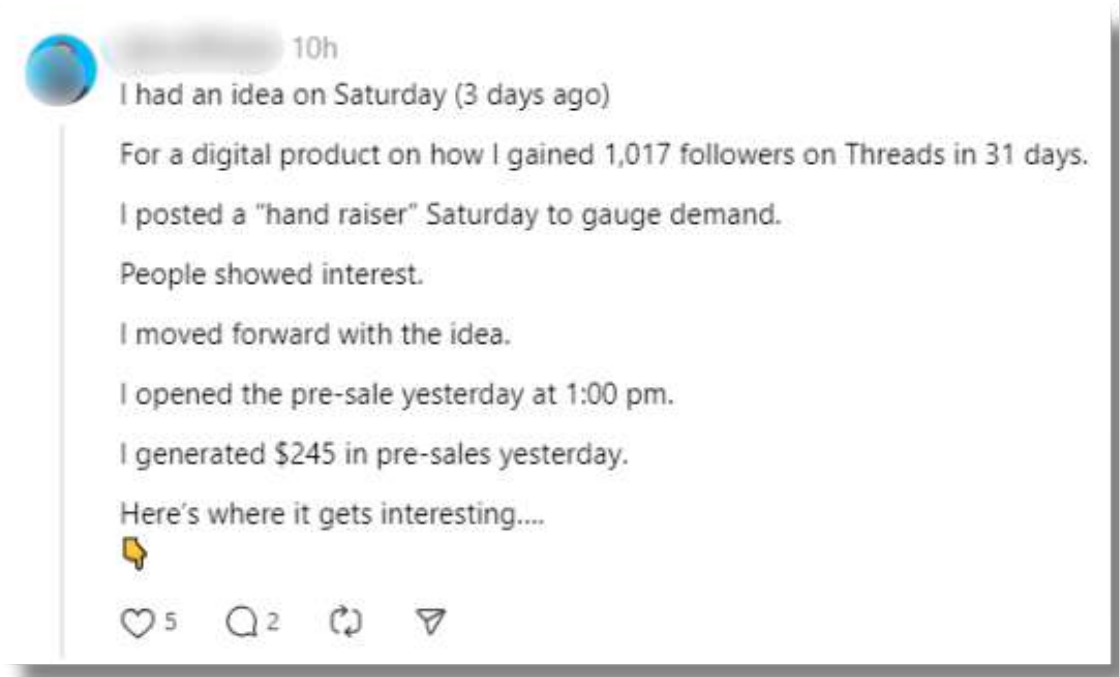 10h
I had an idea on Saturday (3 days ago)
For a digital product on how I gained 1,017 followers on Threads in 31 days.
I posted a “hand raiser” Saturday to gauge demand.
People showed interest.
I moved forward with the idea.
I opened the pre-sale yesterday at 1:00 pm.
I generated $245 in pre-sales yesterday.
Here's where it gets interesting....
👇
5 2